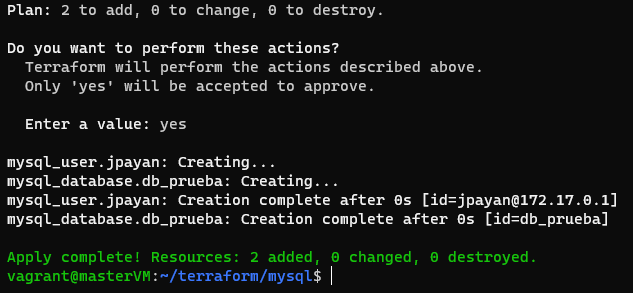 Plan: 2 to add, 0 to change, 0 to destroy.
Do you want to perform these actions?
Terraform will perform the actions described above.
Only 'yes' will be accepted to approve.
Enter a value: yes
mysql_user.jpayan: Creating...
mysql_database.db_prueba: Creating...
mysql_user.jpayan: Creation complete after 0s [id=jpayan@172.17.0.1]
mysql_database.db_prueba: Creation complete after 0s [id=db_prueba]
Apply complete! Resources: 2 added, 0 changed, 0 destroyed.
vagrant@masterVM:~/terraform/mysql$